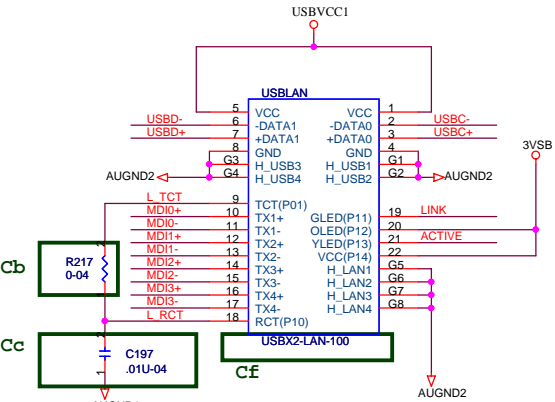 USBVCC1
USBLAN
5 VCC VCC 1
USBD- 6 -DATA1 -DATA0 2 USBC-
USBD+ 7 +DATA1 +DATA0 3 USBC+
3VSB
8 GND GND 4
G3 H_USB3 H_USB1 G1
AUGND2 G4 H_USB4 H_USB2 G2 AUGND2
L_TCT 9 TCT(P01)
MDI0+ 10 TX1+ GLED(P11) 19 LINK
MDI0- 11 TX1- OLED(P12) 20
MDI1+ 12 TX2+ YLED(P13) 21 ACTIVE
MDI1- 13 TX2- VCC(P14) 22
MDI2+ 14 TX3+ H_LAN1 G5
MDI2- 15 TX3- H_LAN2 G6
MDI3+ 16 TX4+ H_LAN3 G7
MDI3- 17 TX4- H_LAN4 G8
L_RCT 18 RCT(P10)
Cb
2
R217
0-04
1
USBX2-LAN-100
Cf
Cc
2
C197
.01U-04
1
AUGND2